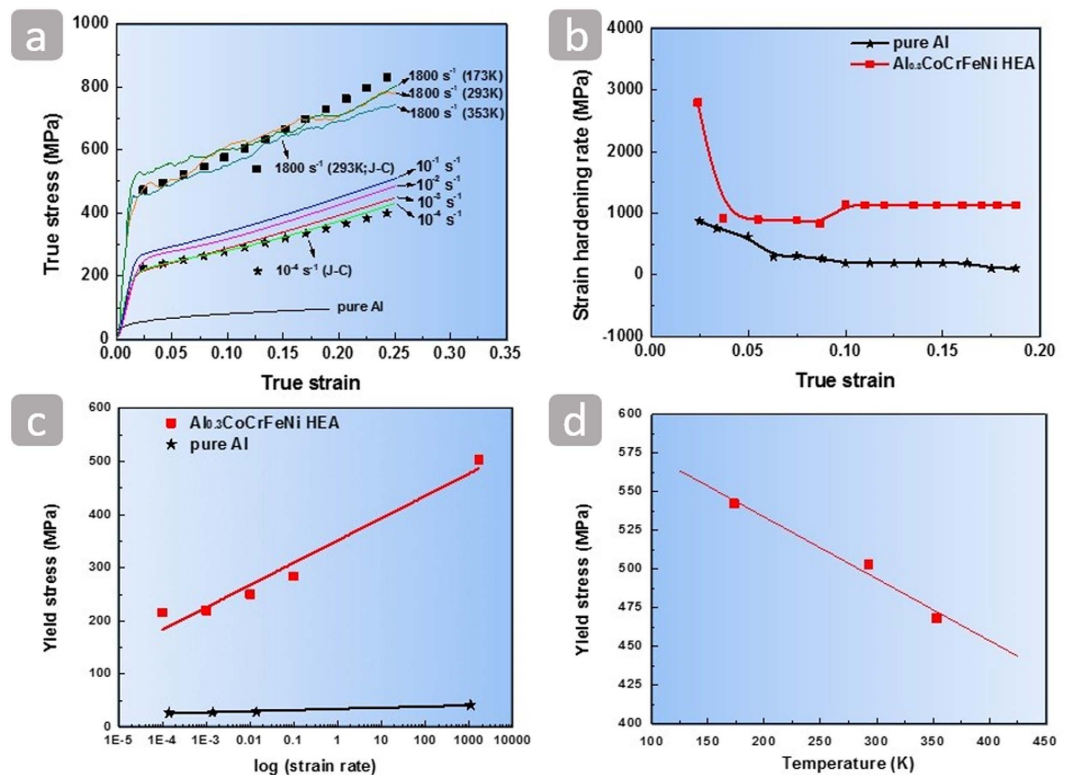 a
1000
800
600
400
200
0
0.00 0.05 0.10 0.15 0.20 0.25 0.30 0.35
True stress (MPa)
True strain
1800 s⁻¹ (173K)
1800 s⁻¹ (293K)
1800 s⁻¹ (353K)
1800 s⁻¹ (293K;J-C)
10⁻¹ s⁻¹
10⁻² s⁻¹
10⁻³ s⁻¹
10⁻⁴ s⁻¹
10⁻⁴ s⁻¹ (J-C)
pure Al
b
pure Al
Al₀.₃CoCrFeNi HEA
4000
3000
2000
1000
0
-1000
0.00 0.05 0.10 0.15 0.20
Strain hardening rate (MPa)
True strain
c
Al₀.₃CoCrFeNi HEA
pure Al
600
500
400
300
200
100
0
1E-5 1E-4 1E-3 0.01 0.1 1 10 100 1000 10000
Yield stress (MPa)
log (strain rate)
d
600
575
550
525
500
475
450
425
400
100 150 200 250 300 350 400 450
Yield stress (MPa)
Temperature (K)